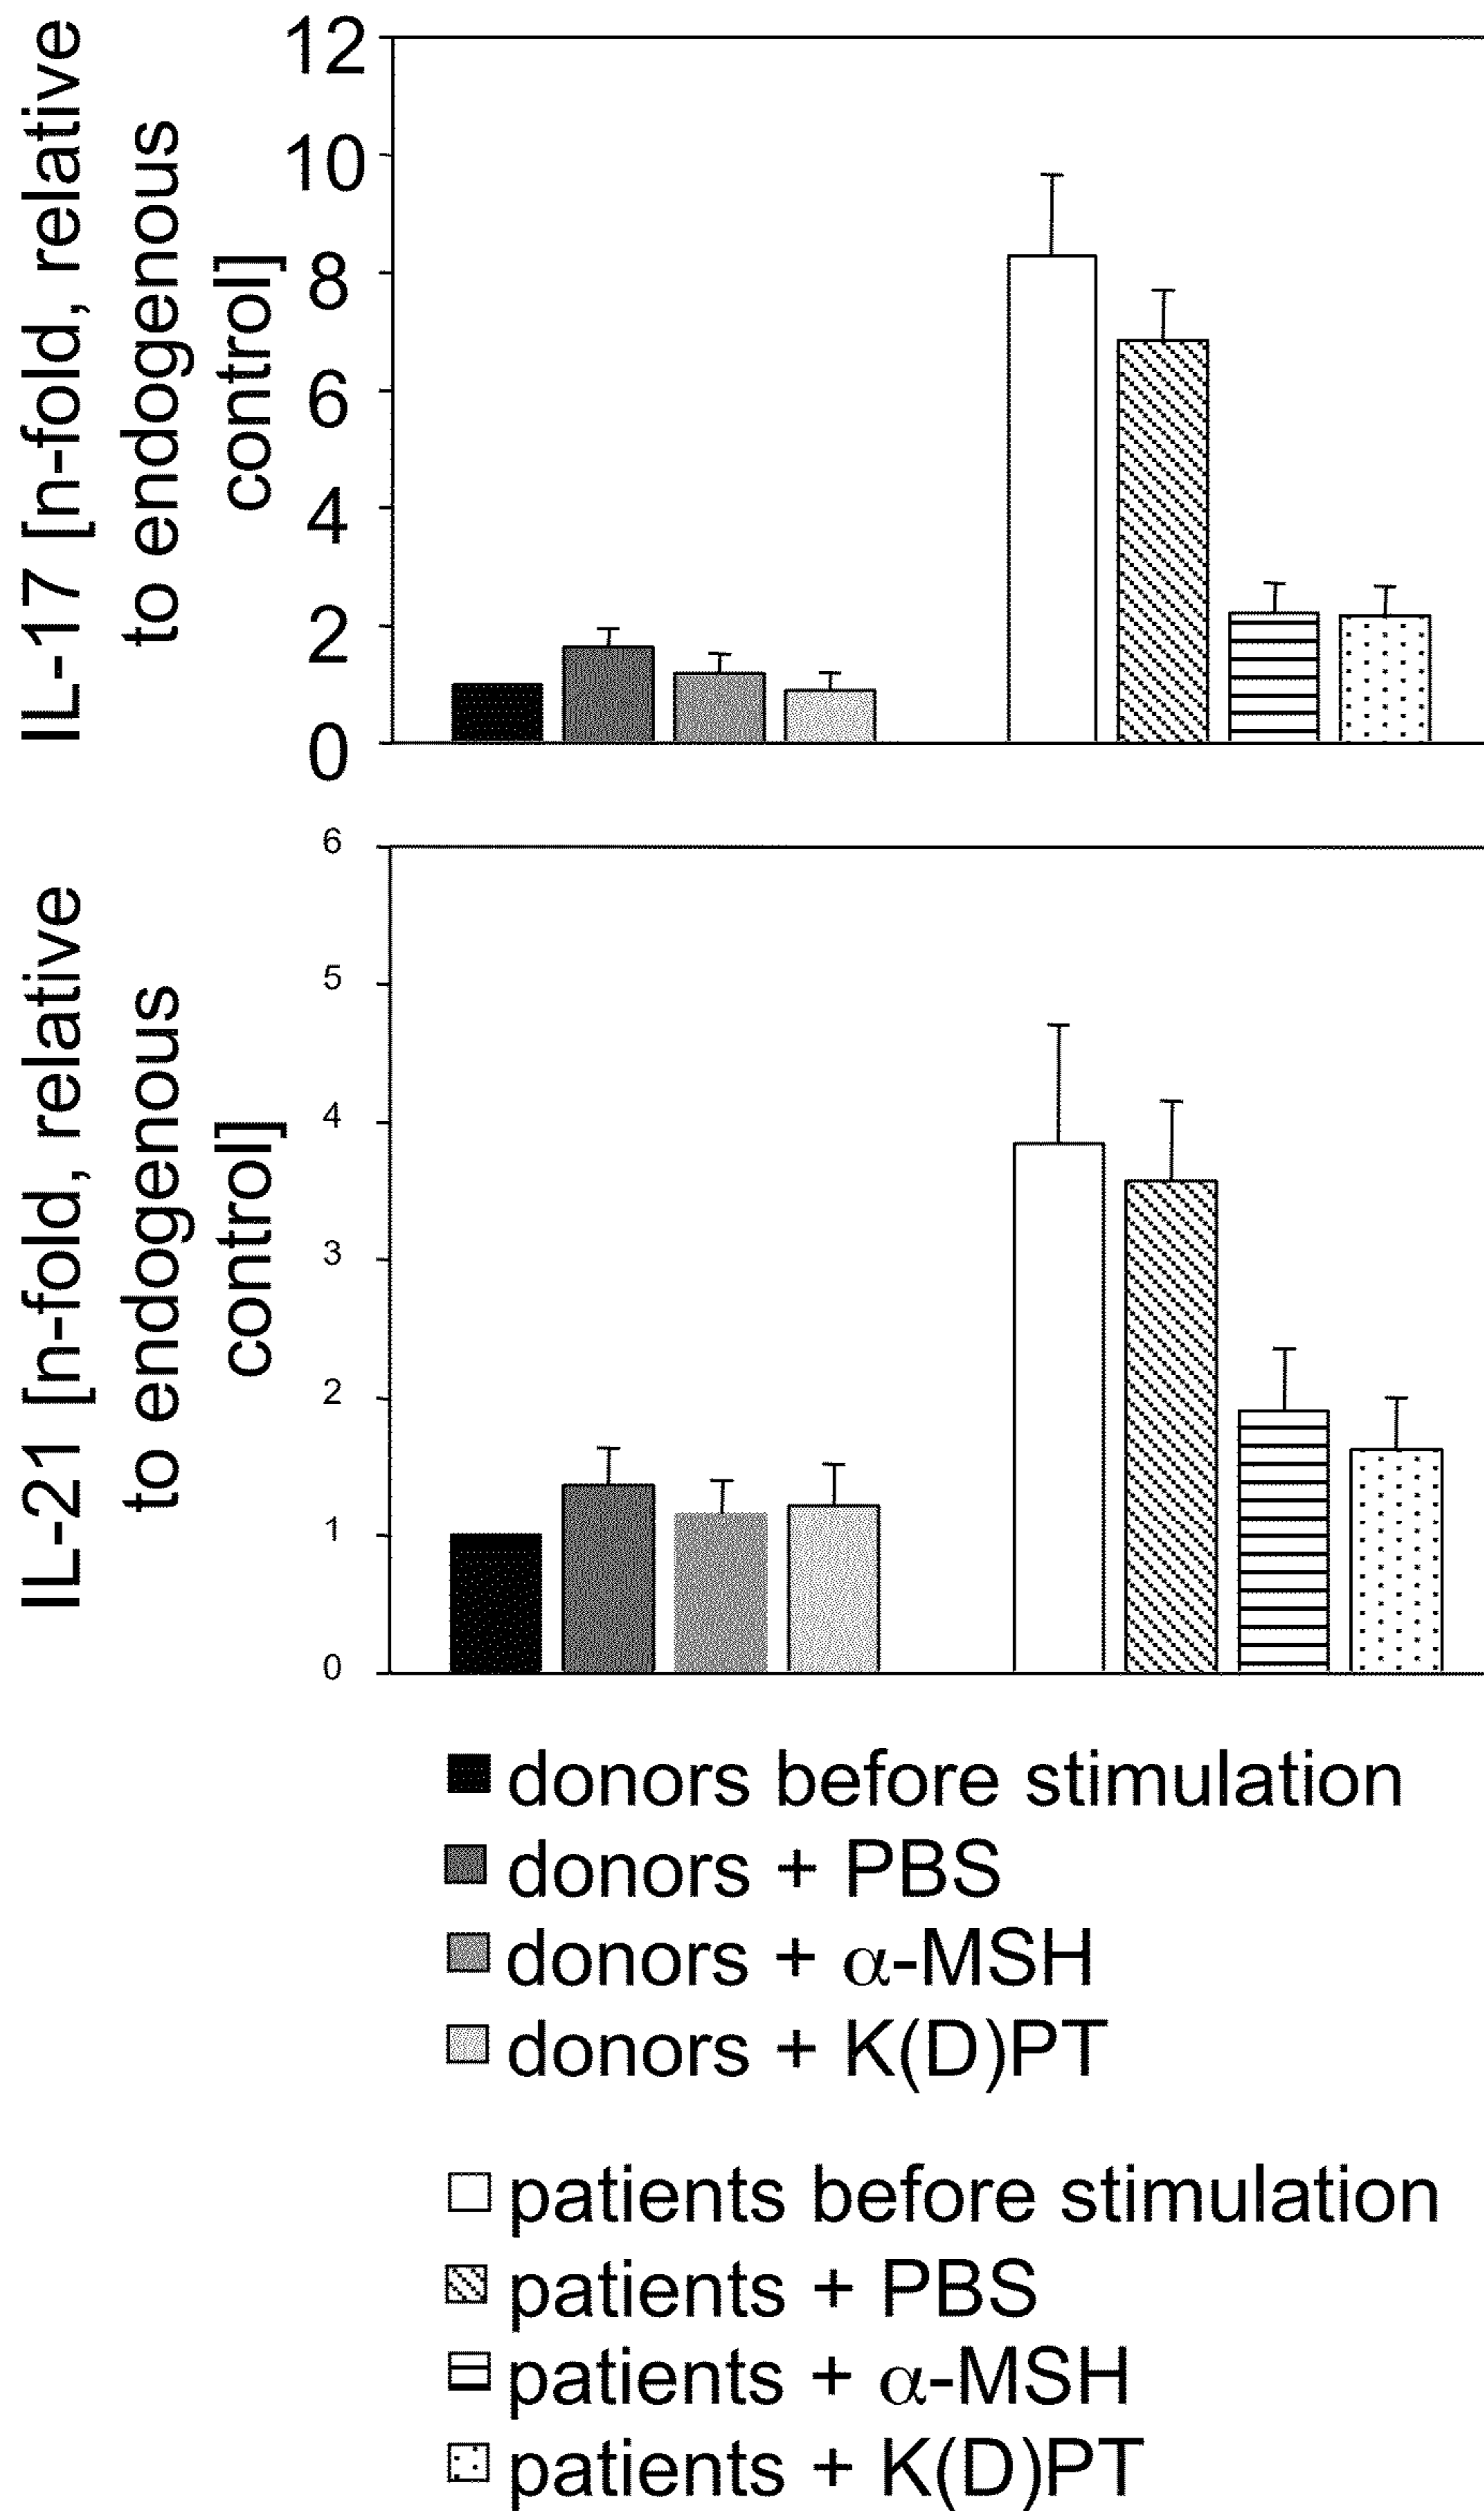 IL-17 [n-fold, relative
to endogenous
control]
12
10
8
6
4
2
0
IL-21 [n-fold, relative
to endogenous
control]
6
5
4
3
2
1
0
donors before stimulation
donors + PBS
donors + α-MSH
donors + K(D)PT
patients before stimulation
patients + PBS
patients + α-MSH
patients + K(D)PT